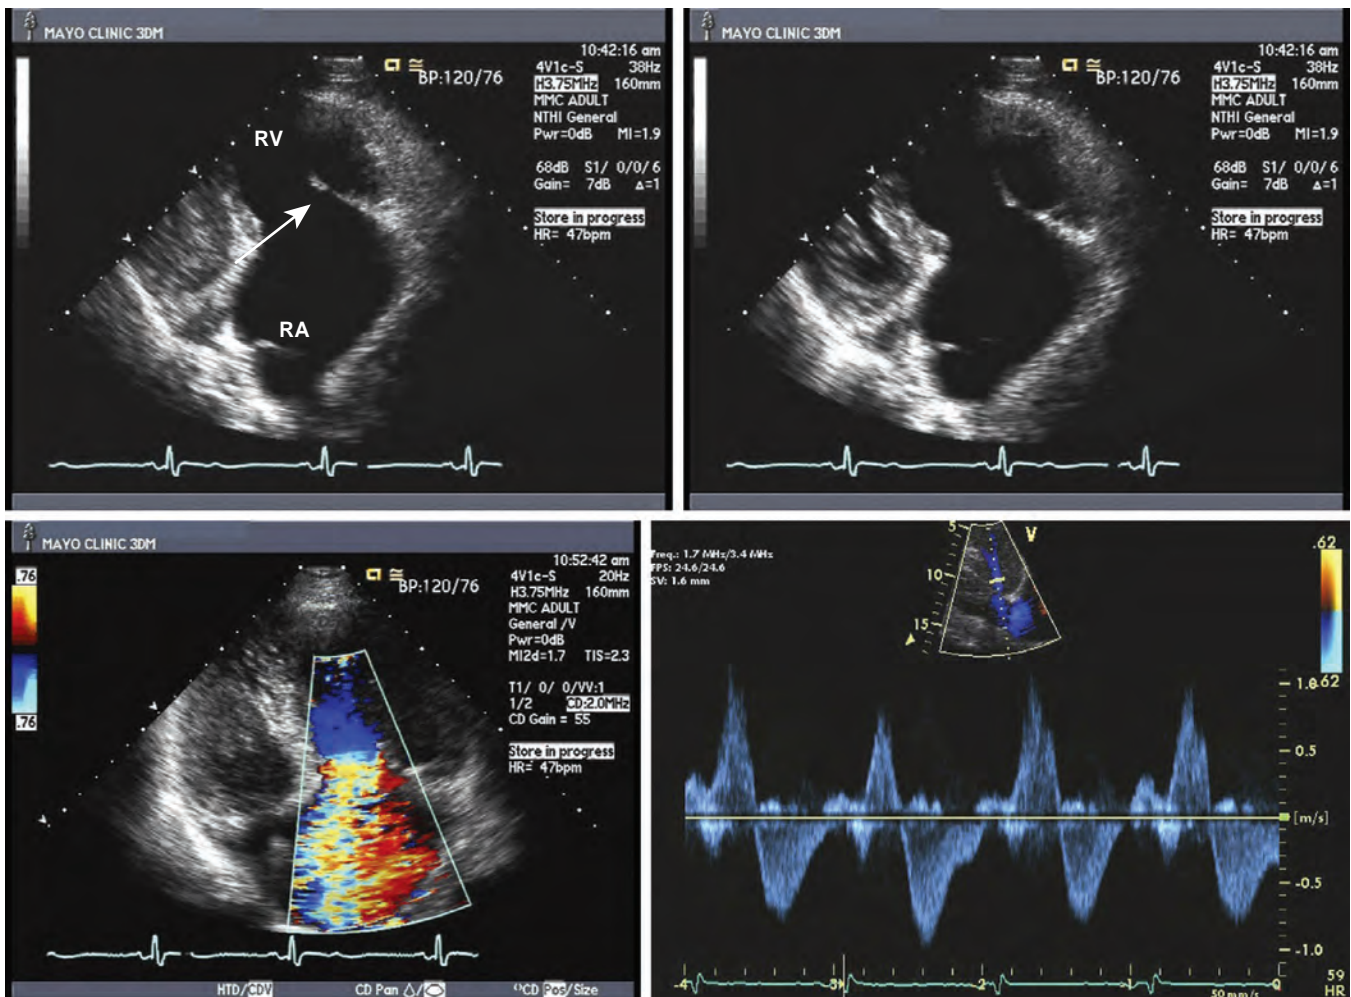 MAYO CLINIC 3DM
10:42:16 am
BP:120/76
4V1c-S 38Hz
H3.75MHz 160mm
MMC ADULT
NTHI General
Pwr=0dB MI=1.9
68dB S1/ 0/0/6
Gain= 7dB Δ=1
Store in progress
HR= 47bpm
RV
RA
MAYO CLINIC 3DM
10:42:16 am
BP:120/76
4V1c-S 38Hz
H3.75MHz 160mm
MMC ADULT
NTHI General
Pwr=0dB MI=1.9
68dB S1/ 0/0/6
Gain= 7dB Δ=1
Store in progress
HR= 47bpm
MAYO CLINIC 3DM
10:52:42 am
.76
.76
BP:120/76
4V1c-S 20Hz
H3.75MHz 160mm
MMC ADULT
General /V
Pwr=0dB
MI2d=1.7 TIS=2.3
T1/ 0/ 0/VV:1
1/2 CD:2.0MHz
CD Gain = 55
Store in progress
HR= 47bpm
HTD/CDV CD Pan △/ CD Pos/Size
Freq.: 1.7 MHz/3.4 MHz
FPS: 24.6/24.6
SV: 1.6 mm
5
V
10
15
.62
.62
1.0
0.5
[m/s]
-0.5
-1.0
-4 -3 -2 -1 0
59
HR
50 mm/s